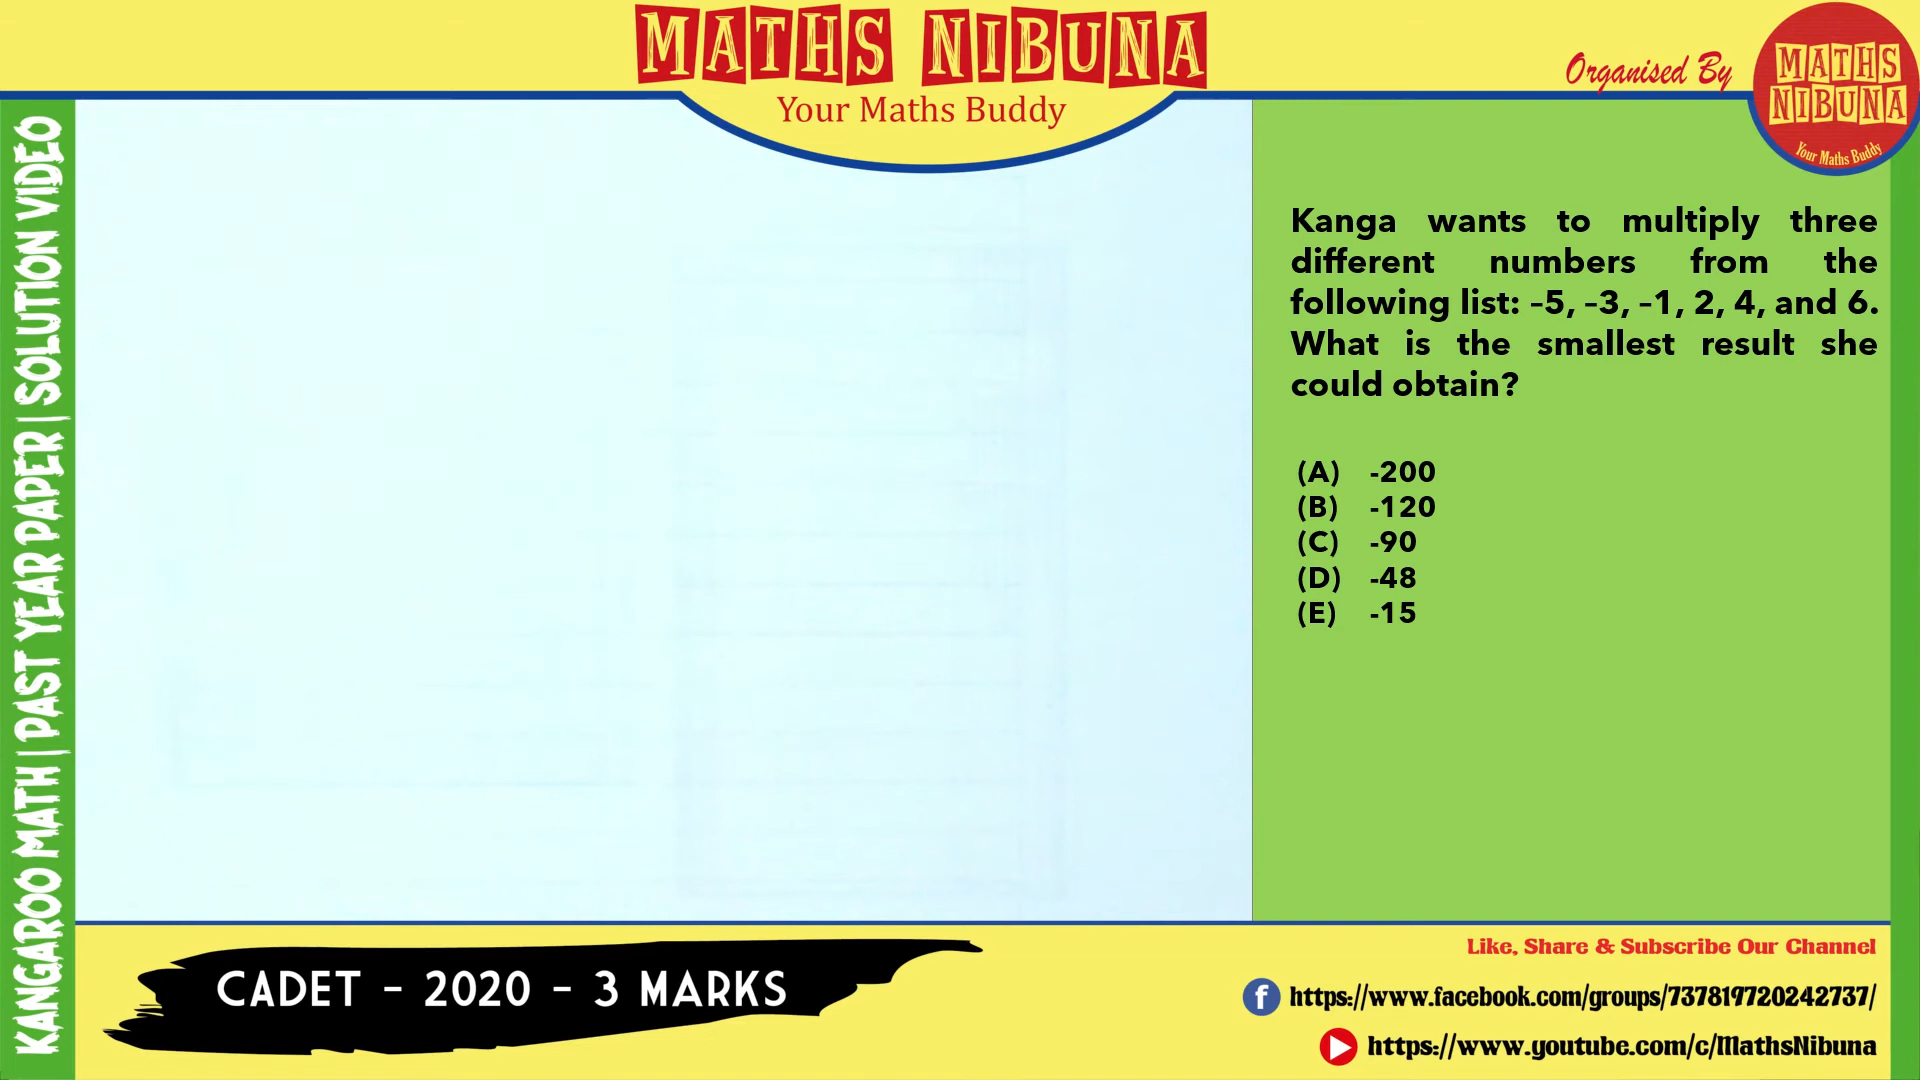 MATHS NIBUNA
Your Maths Buddy
Organised By
MATHS
NIBUNA
Your Maths Buddy
KANGAROO MATH | PAST YEAR PAPER | SOLUTION VIDEO
Kanga wants to multiply three
different numbers from the
following list: –5, –3, –1, 2, 4, and 6.
What is the smallest result she
could obtain?
(A) -200
(B) -120
(C) -90
(D) -48
(E) -15
CADET - 2020 - 3 MARKS
Like, Share & Subscribe Our Channel
f https://www.facebook.com/groups/737819720242737/
https://www.youtube.com/c/MathsNibuna